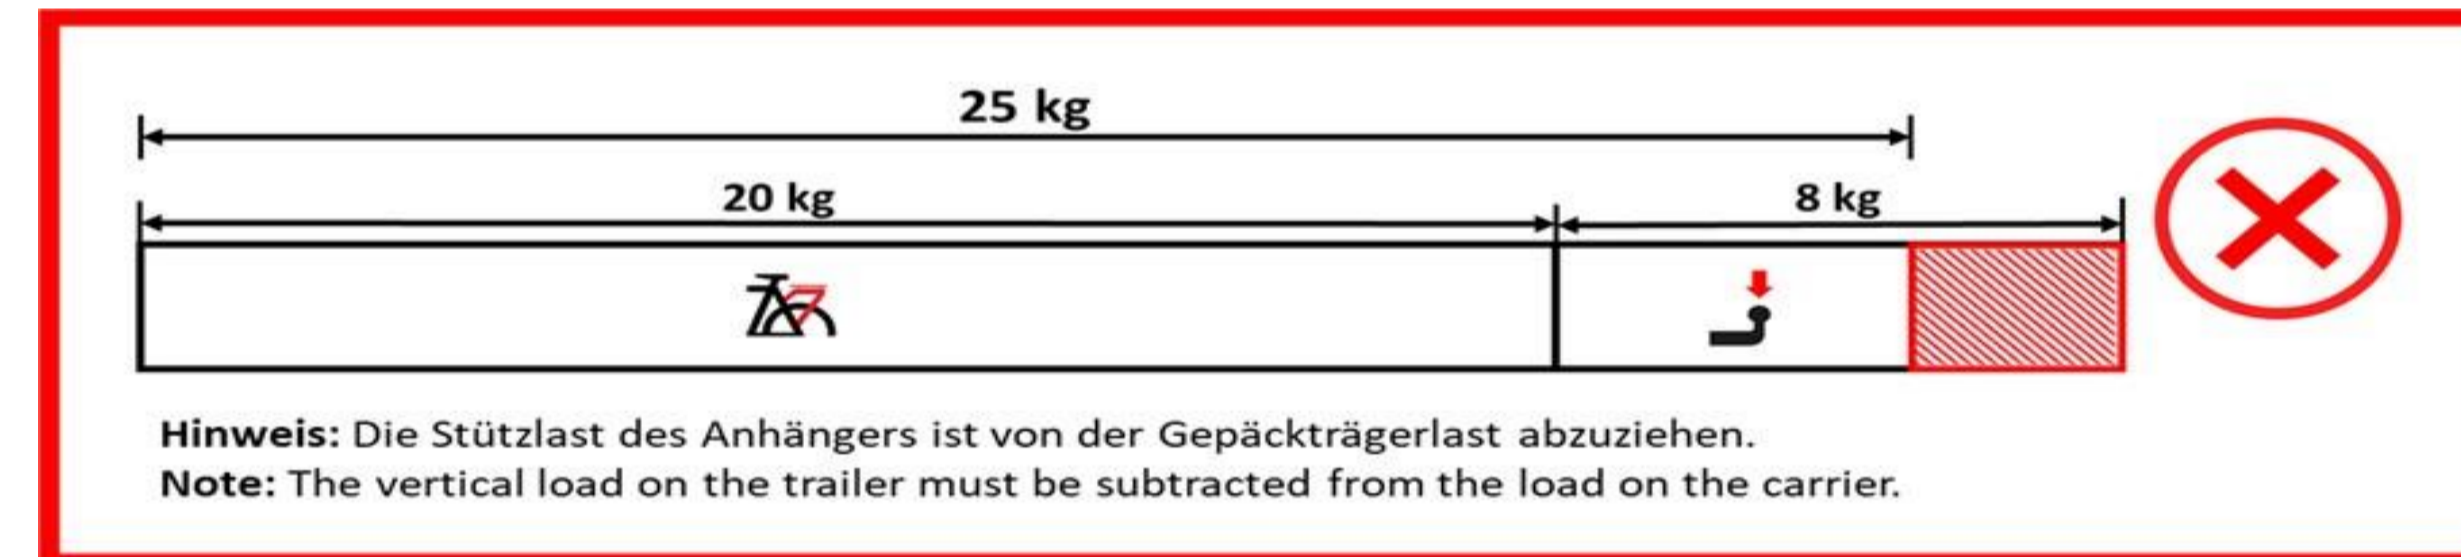 25 kg
20 kg
8 kg
Hinweis: Die Stützlast des Anhängers ist von der Gepäckträgerlast abzuziehen.
Note: The vertical load on the trailer must be subtracted from the load on the carrier.